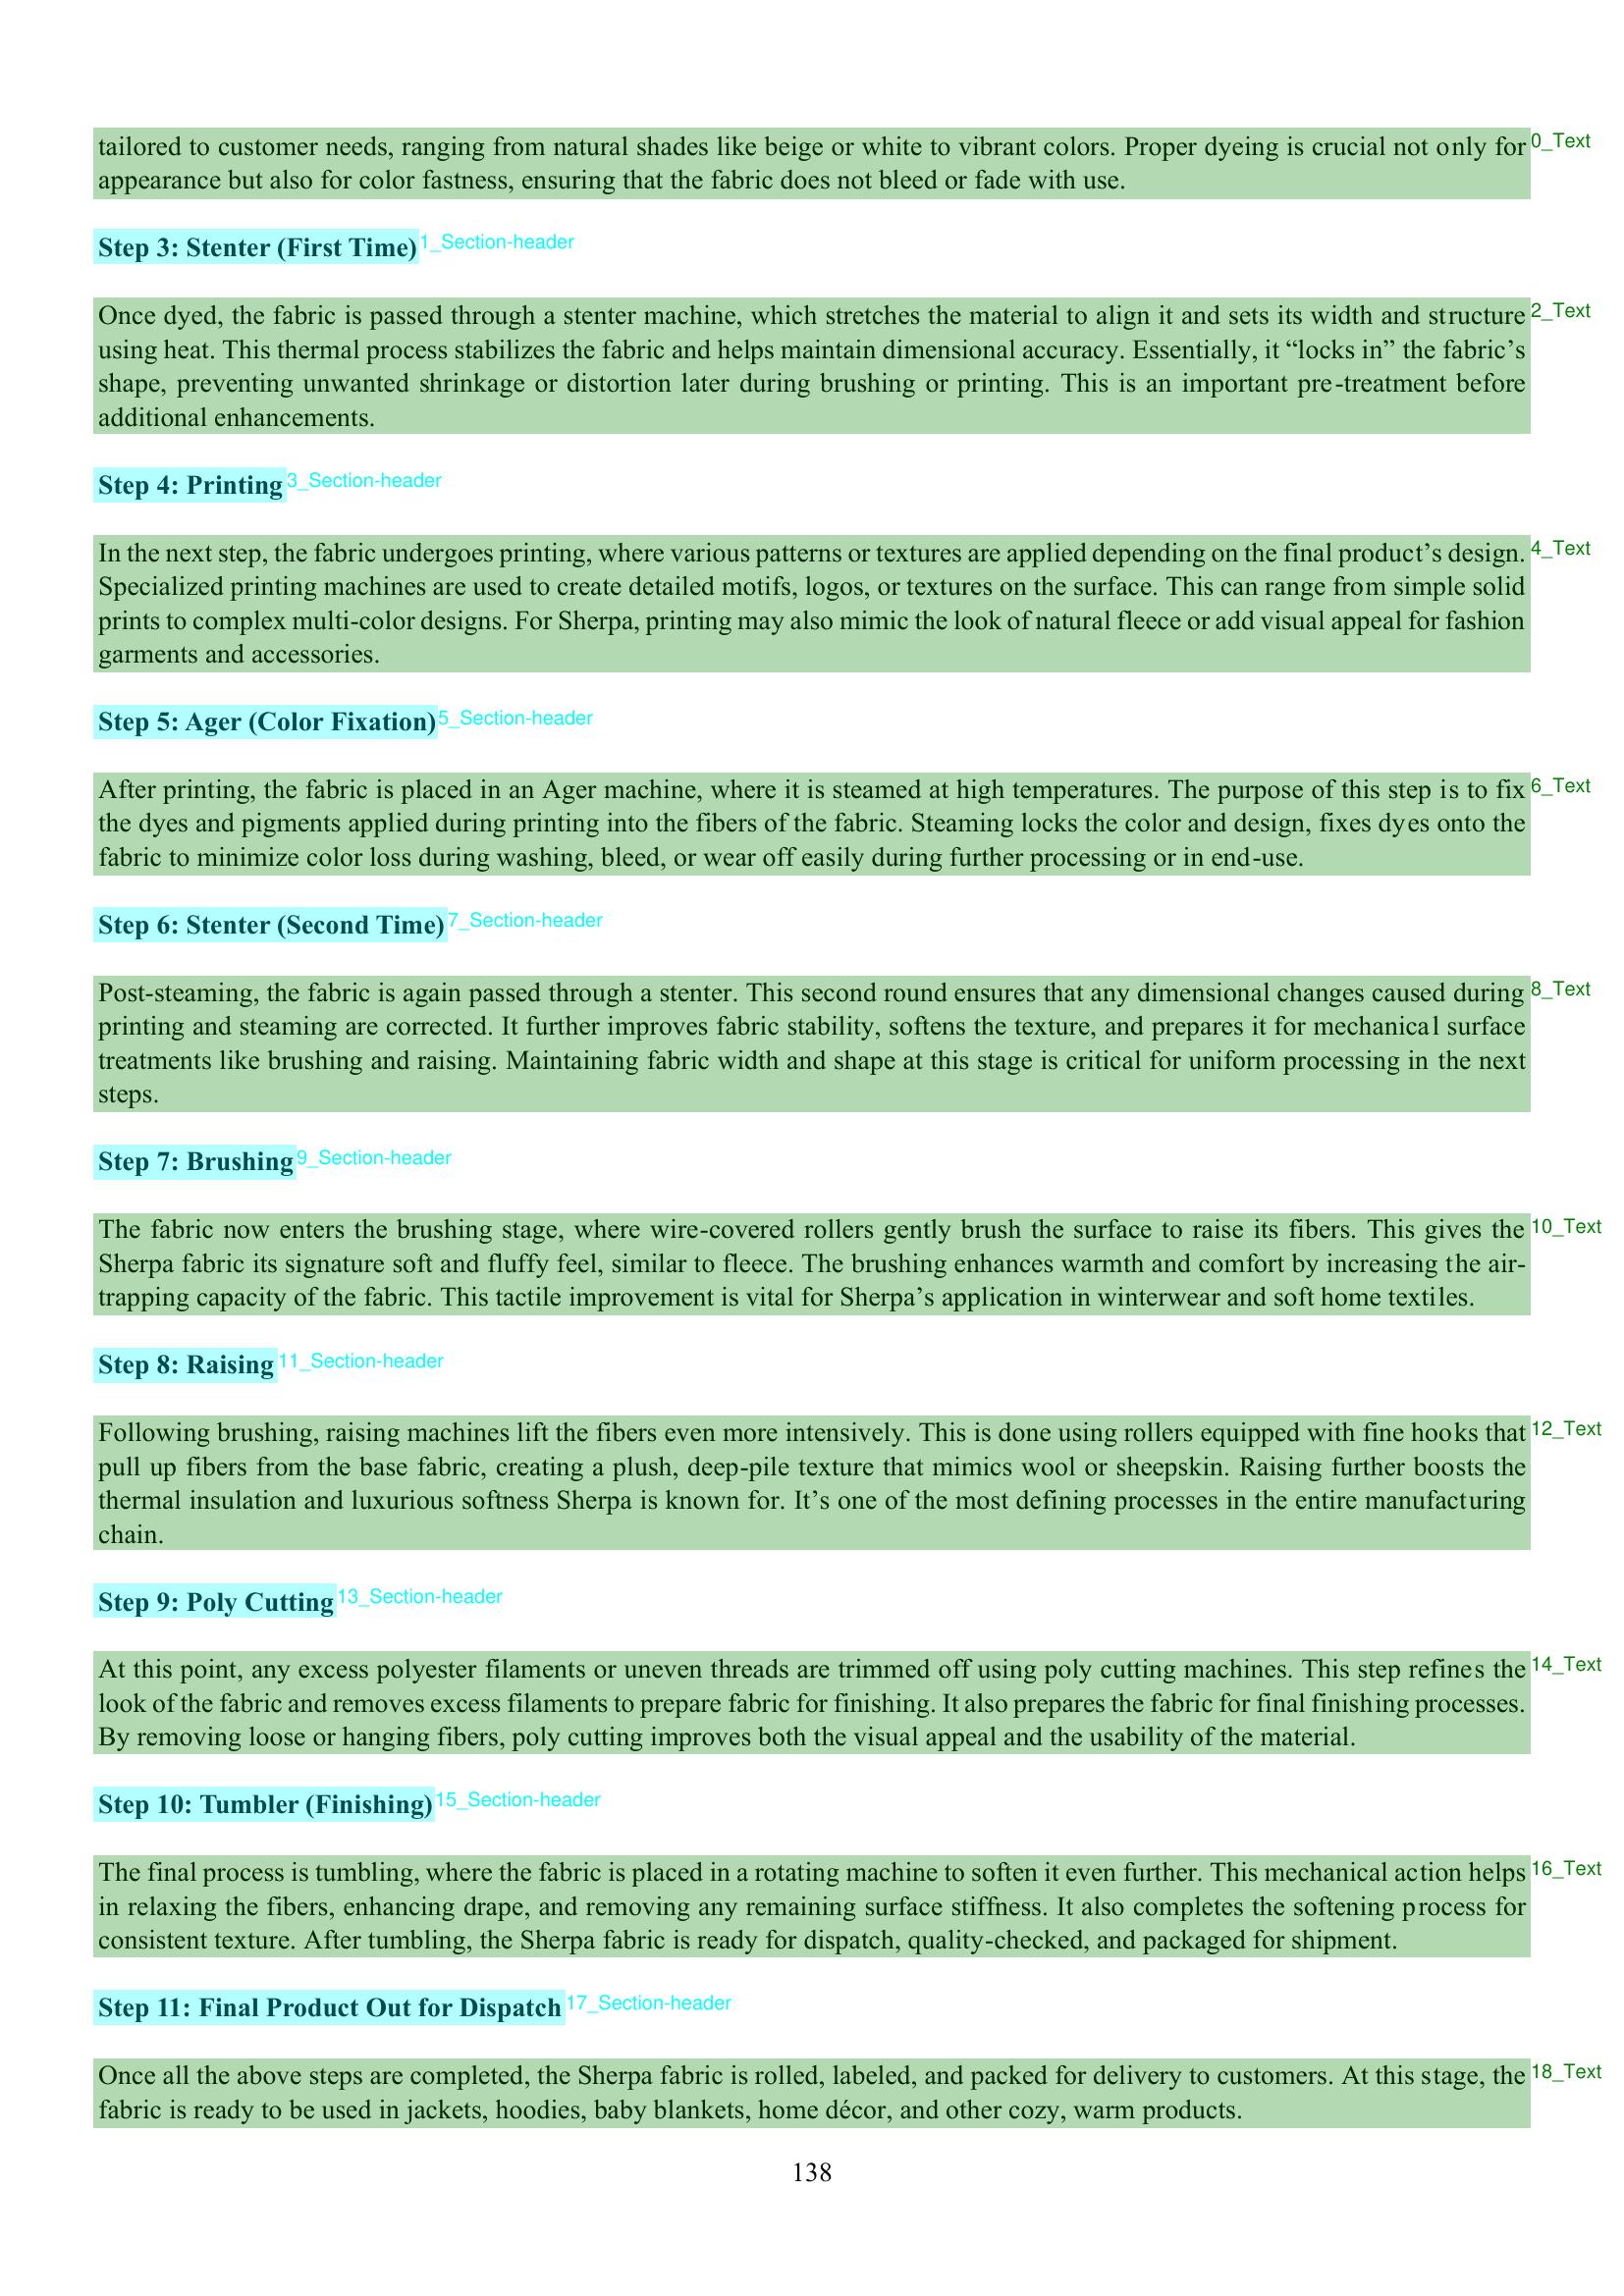 tailored to customer needs, ranging from natural shades like beige or white to vibrant colors. Proper dyeing is crucial not only for 0_Text
appearance but also for color fastness, ensuring that the fabric does not bleed or fade with use.
Step 3: Stenter (First Time) 1_Section-header
Once dyed, the fabric is passed through a stenter machine, which stretches the material to align it and sets its width and structure 2_Text
using heat. This thermal process stabilizes the fabric and helps maintain dimensional accuracy. Essentially, it “locks in” the fabric’s
shape, preventing unwanted shrinkage or distortion later during brushing or printing. This is an important pre-treatment before
additional enhancements.
Step 4: Printing 3_Section-header
In the next step, the fabric undergoes printing, where various patterns or textures are applied depending on the final product’s design. 4_Text
Specialized printing machines are used to create detailed motifs, logos, or textures on the surface. This can range from simple solid
prints to complex multi-color designs. For Sherpa, printing may also mimic the look of natural fleece or add visual appeal for fashion
garments and accessories.
Step 5: Ager (Color Fixation) 5_Section-header
After printing, the fabric is placed in an Ager machine, where it is steamed at high temperatures. The purpose of this step is to fix 6_Text
the dyes and pigments applied during printing into the fibers of the fabric. Steaming locks the color and design, fixes dyes onto the
fabric to minimize color loss during washing, bleed, or wear off easily during further processing or in end-use.
Step 6: Stenter (Second Time) 7_Section-header
Post-steaming, the fabric is again passed through a stenter. This second round ensures that any dimensional changes caused during 8_Text
printing and steaming are corrected. It further improves fabric stability, softens the texture, and prepares it for mechanical surface
treatments like brushing and raising. Maintaining fabric width and shape at this stage is critical for uniform processing in the next
steps.
Step 7: Brushing 9_Section-header
The fabric now enters the brushing stage, where wire-covered rollers gently brush the surface to raise its fibers. This gives the 10_Text
Sherpa fabric its signature soft and fluffy feel, similar to fleece. The brushing enhances warmth and comfort by increasing the air-
trapping capacity of the fabric. This tactile improvement is vital for Sherpa’s application in winterwear and soft home textiles.
Step 8: Raising 11_Section-header
Following brushing, raising machines lift the fibers even more intensively. This is done using rollers equipped with fine hooks that 12_Text
pull up fibers from the base fabric, creating a plush, deep-pile texture that mimics wool or sheepskin. Raising further boosts the
thermal insulation and luxurious softness Sherpa is known for. It’s one of the most defining processes in the entire manufacturing
chain.
Step 9: Poly Cutting 13_Section-header
At this point, any excess polyester filaments or uneven threads are trimmed off using poly cutting machines. This step refines the 14_Text
look of the fabric and removes excess filaments to prepare fabric for finishing. It also prepares the fabric for final finishing processes.
By removing loose or hanging fibers, poly cutting improves both the visual appeal and the usability of the material.
Step 10: Tumbler (Finishing) 15_Section-header
The final process is tumbling, where the fabric is placed in a rotating machine to soften it even further. This mechanical action helps 16_Text
in relaxing the fibers, enhancing drape, and removing any remaining surface stiffness. It also completes the softening process for
consistent texture. After tumbling, the Sherpa fabric is ready for dispatch, quality-checked, and packaged for shipment.
Step 11: Final Product Out for Dispatch 17_Section-header
Once all the above steps are completed, the Sherpa fabric is rolled, labeled, and packed for delivery to customers. At this stage, the 18_Text
fabric is ready to be used in jackets, hoodies, baby blankets, home décor, and other cozy, warm products.
138